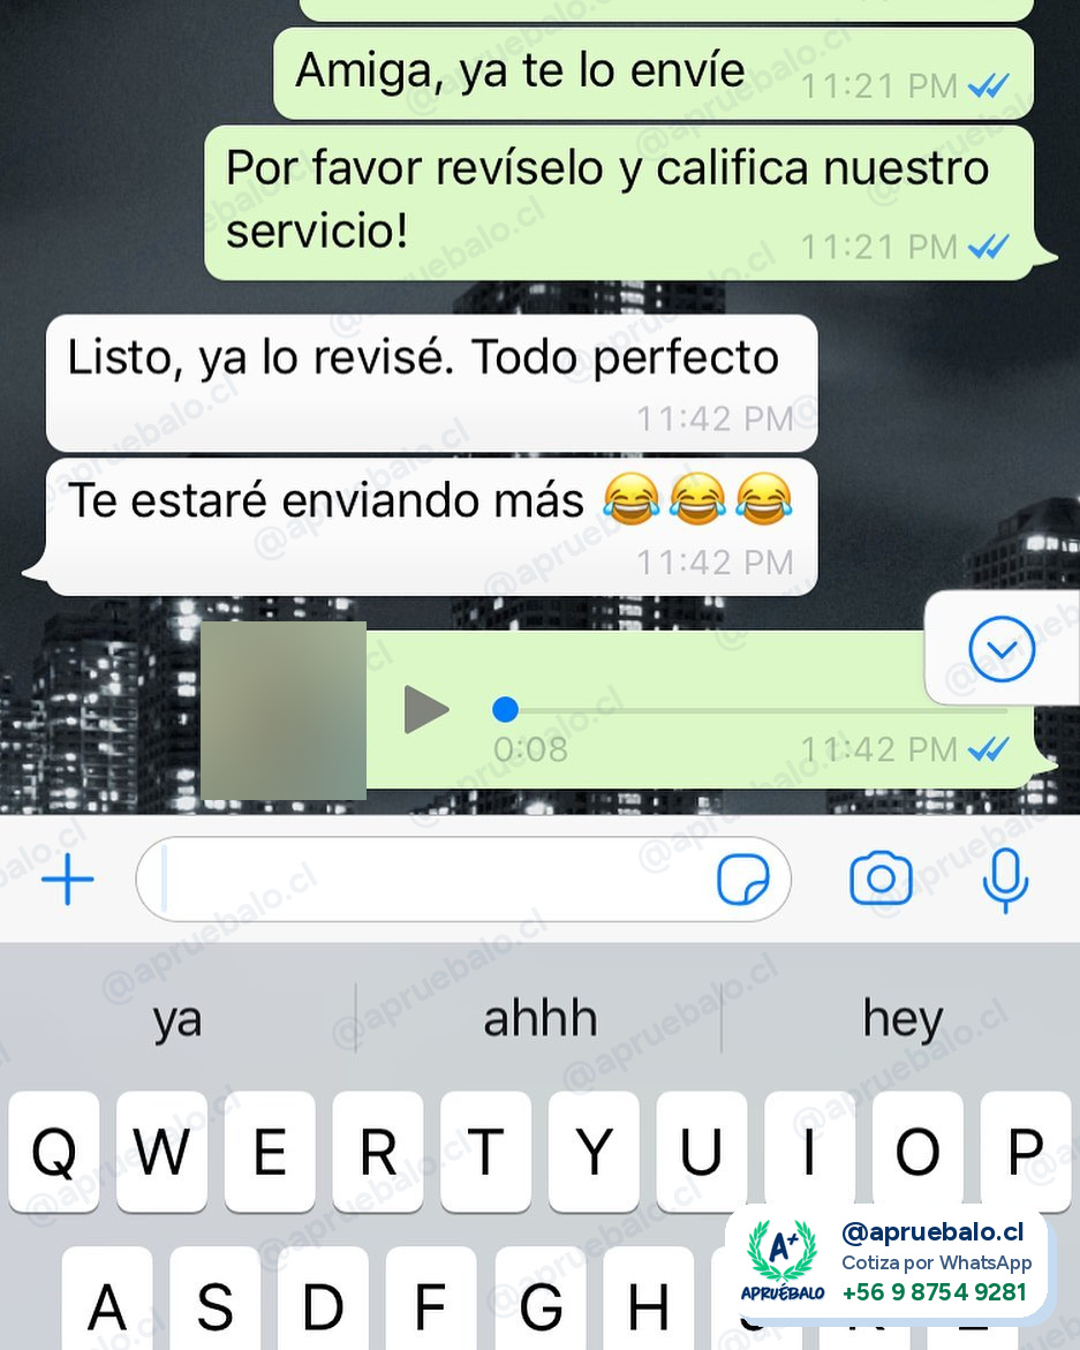 Amiga, ya te lo envíe
11:21 PM
Por favor revíselo y califica nuestro
servicio!
11:21 PM
Listo, ya lo revisé. Todo perfecto
11:42 PM
Te estaré enviando más 😂😂😂
11:42 PM
0:08
11:42 PM
ya
ahhh
hey
Q W E R T Y U I O P
A S D F G H
@apruebalo.cl
Cotiza por WhatsApp
+56 9 8754 9281
A+
APRUÉBALO